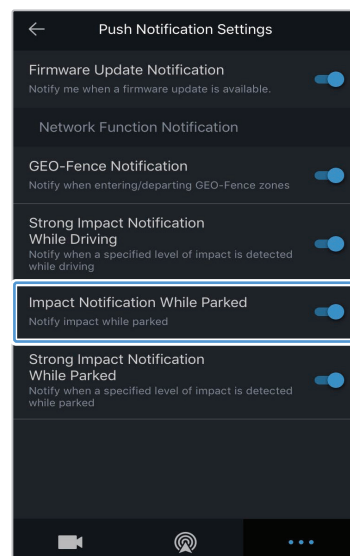 Push Notification Settings
Firmware Update Notification
Notify me when a firmware update is available.
Network Function Notification
GEO-Fence Notification
Notify when entering/departing GEO-Fence zones
Strong Impact Notification
While Driving
Notify when a specified level of impact is detected
while driving
Impact Notification While Parked
Notify impact while parked
Strong Impact Notification
While Parked
Notify when a specified level of impact is detected
while parked